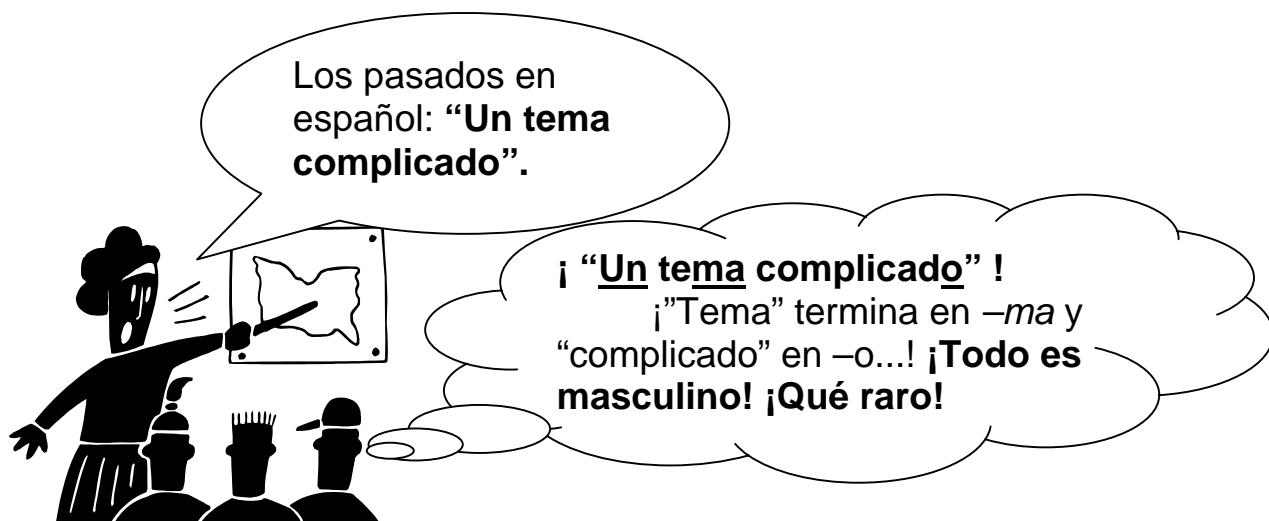 Los pasados en
español: “Un tema
complicado”.
¡ “Un tema complicado” !
¡”Tema” termina en –ma y
“complicado” en –o...! ¡Todo es
masculino! ¡Qué raro!